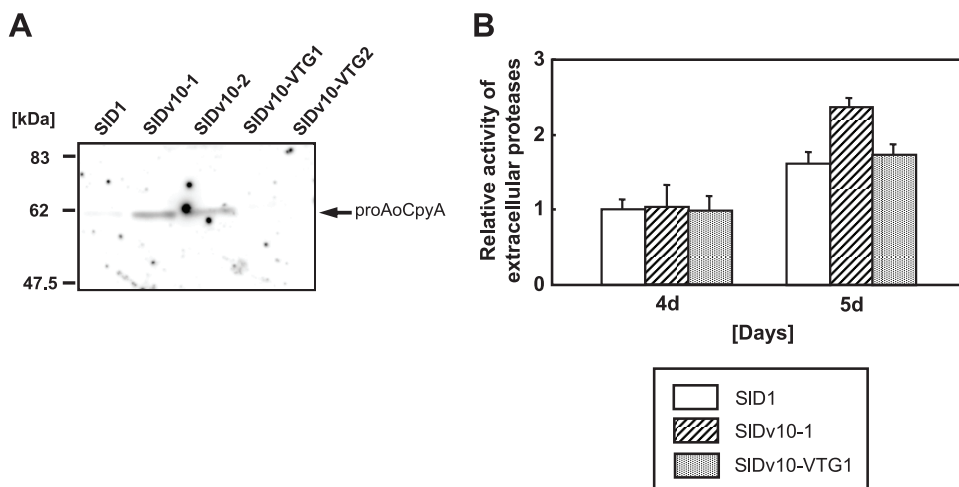 A
SID1
SIDv10-1
SIDv10-2
SIDv10-VTG1
SIDv10-VTG2
[kDa]
83
62
47.5
proAoCpyA
B
Relative activity of
extracellular proteases
3
2
1
0
4d
5d
[Days]
SID1
SIDv10-1
SIDv10-VTG1